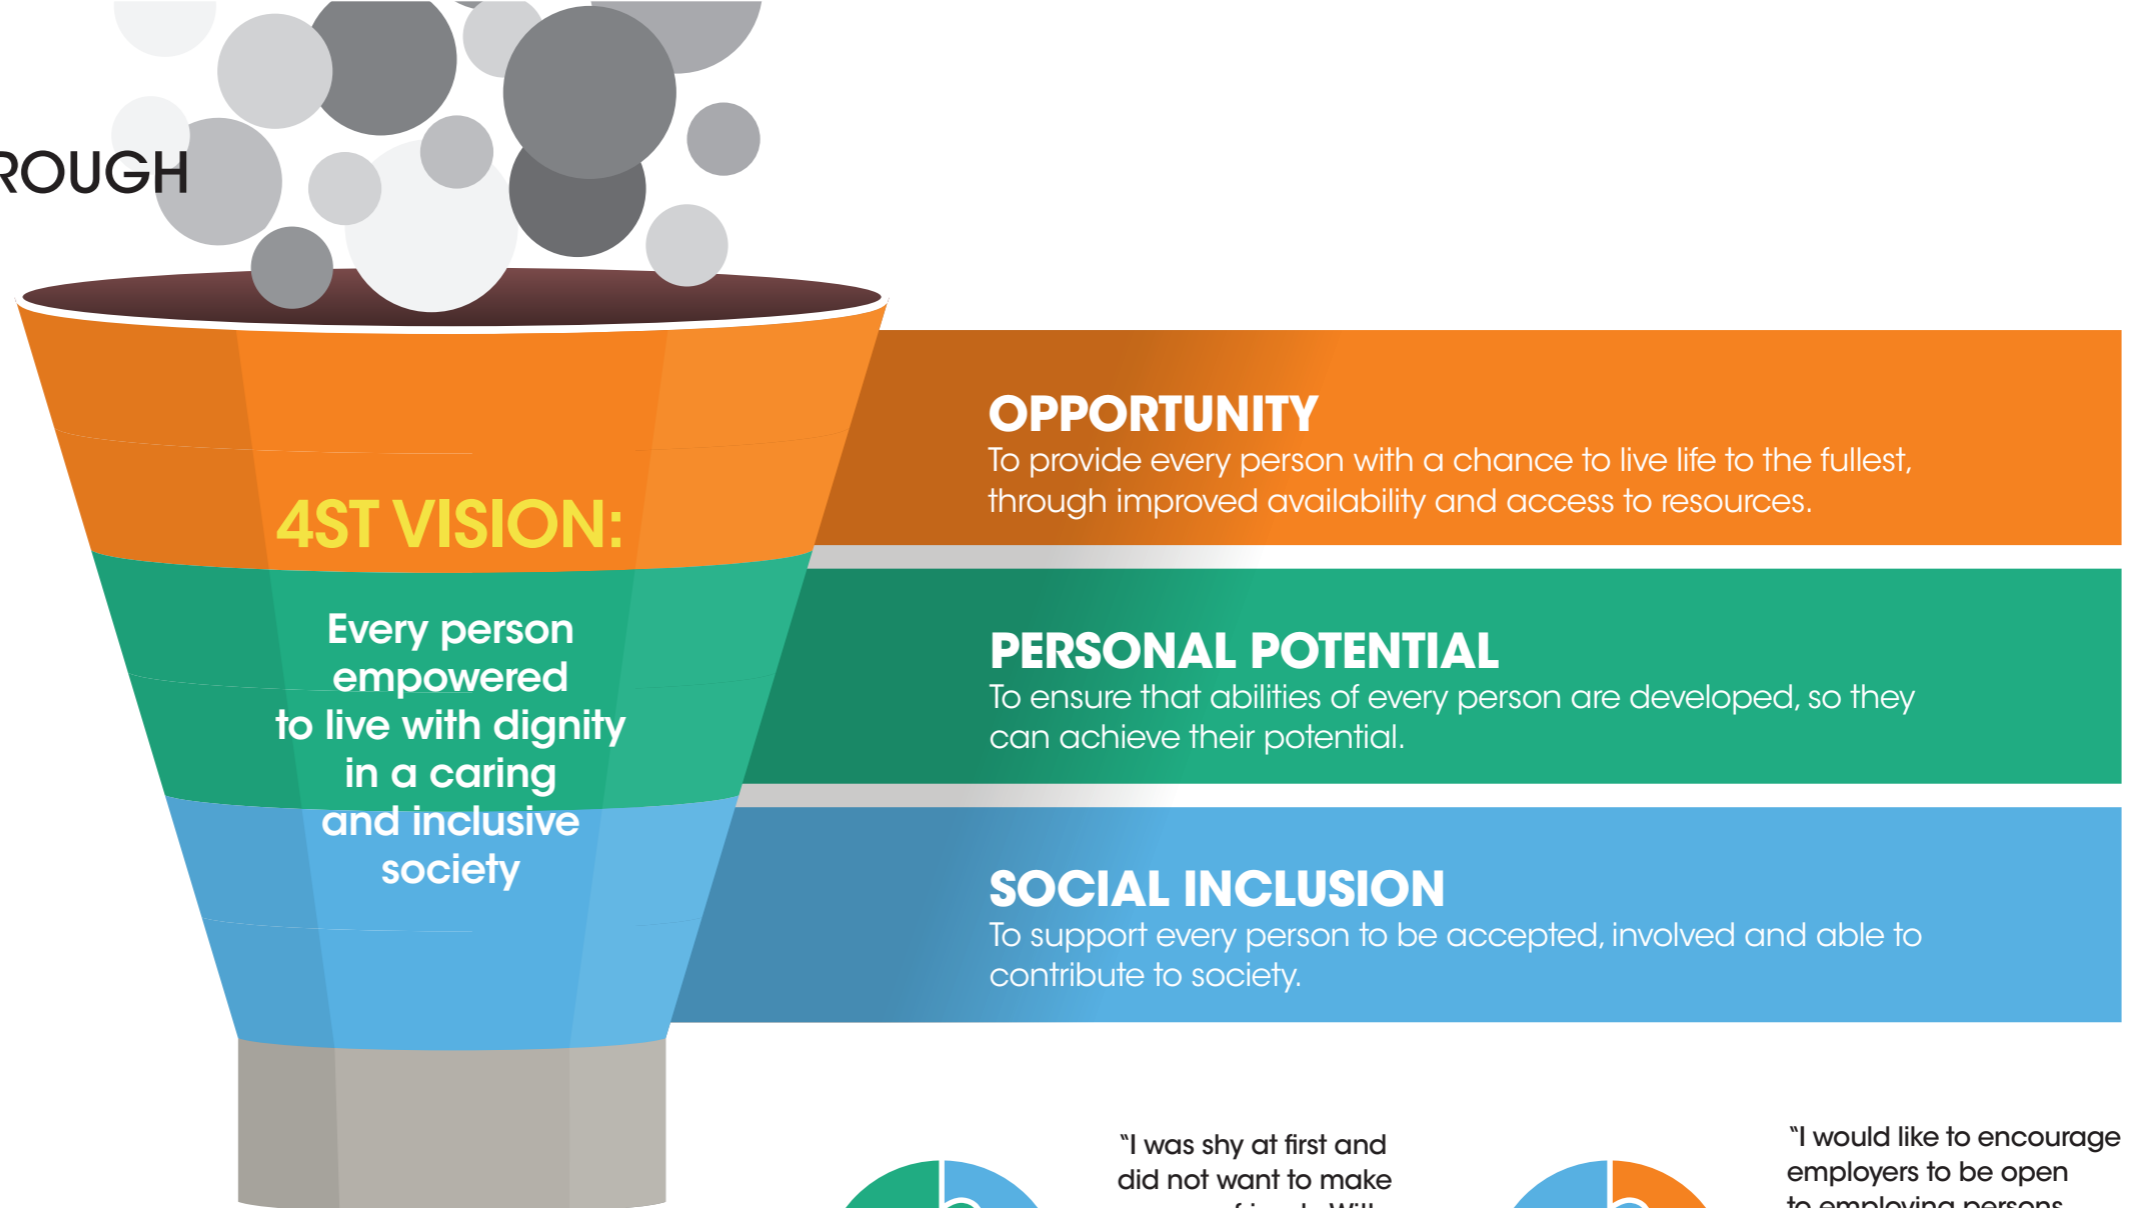 ROUGH
4ST VISION:
Every person
empowered
to live with dignity
in a caring
and inclusive
society
OPPORTUNITY
To provide every person with a chance to live life to the fullest,
through improved availability and access to resources.
PERSONAL POTENTIAL
To ensure that abilities of every person are developed, so they
can achieve their potential.
SOCIAL INCLUSION
To support every person to be accepted, involved and able to
contribute to society.
“I was shy at first and
did not want to make
“I would like to encourage
employers to be open
to employing persons